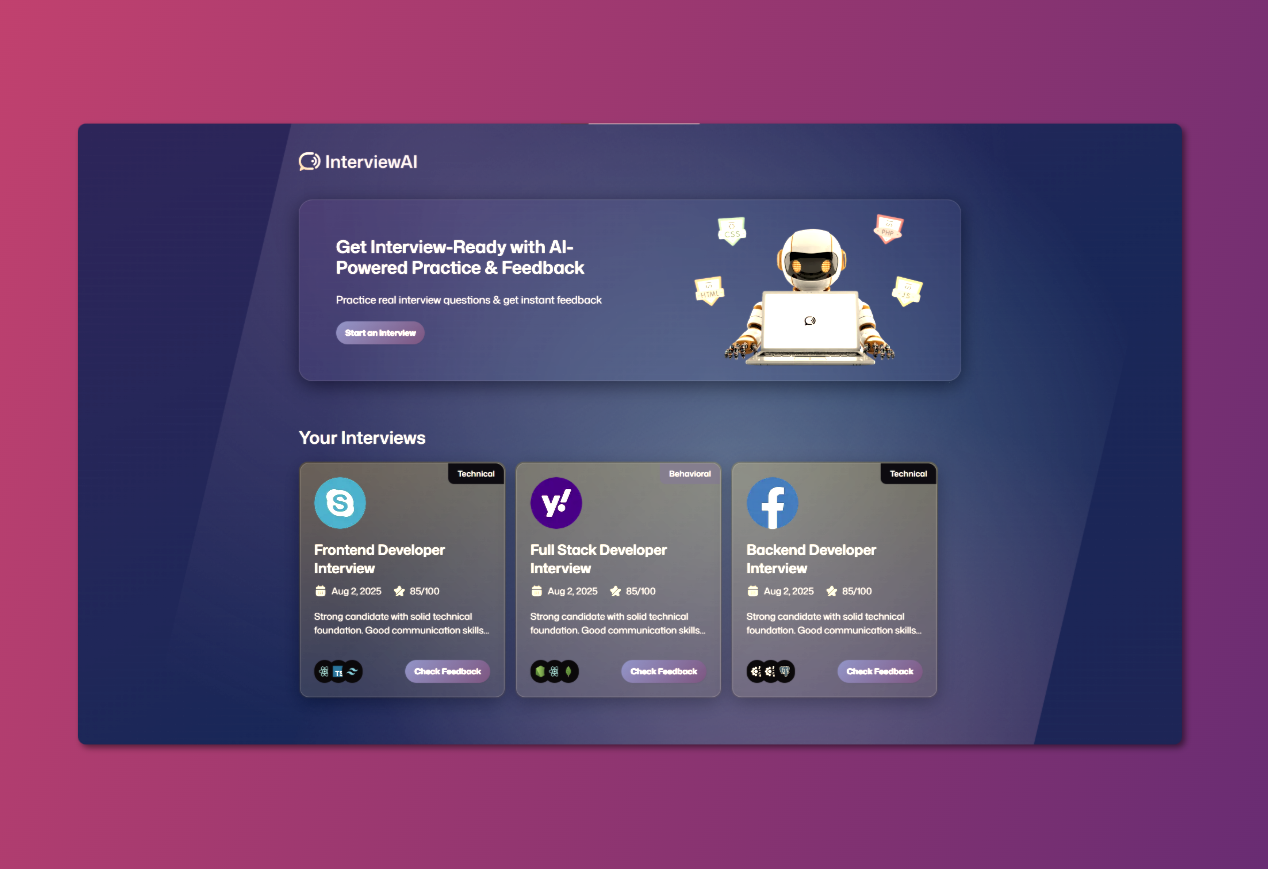 InterviewAI
Get Interview-Ready with AI-
Powered Practice & Feedback
Practice real interview questions & get instant feedback
Start an Interview
CSS
PHP
HTML
JS
Your Interviews
Technical
Frontend Developer
Interview
Aug 2, 2025 85/100
Strong candidate with solid technical
foundation. Good communication skills...
TS
Check Feedback
Behavioral
y!
Full Stack Developer
Interview
Aug 2, 2025 85/100
Strong candidate with solid technical
foundation. Good communication skills...
Check Feedback
Technical
f
Backend Developer
Interview
Aug 2, 2025 85/100
Strong candidate with solid technical
foundation. Good communication skills...
Check Feedback